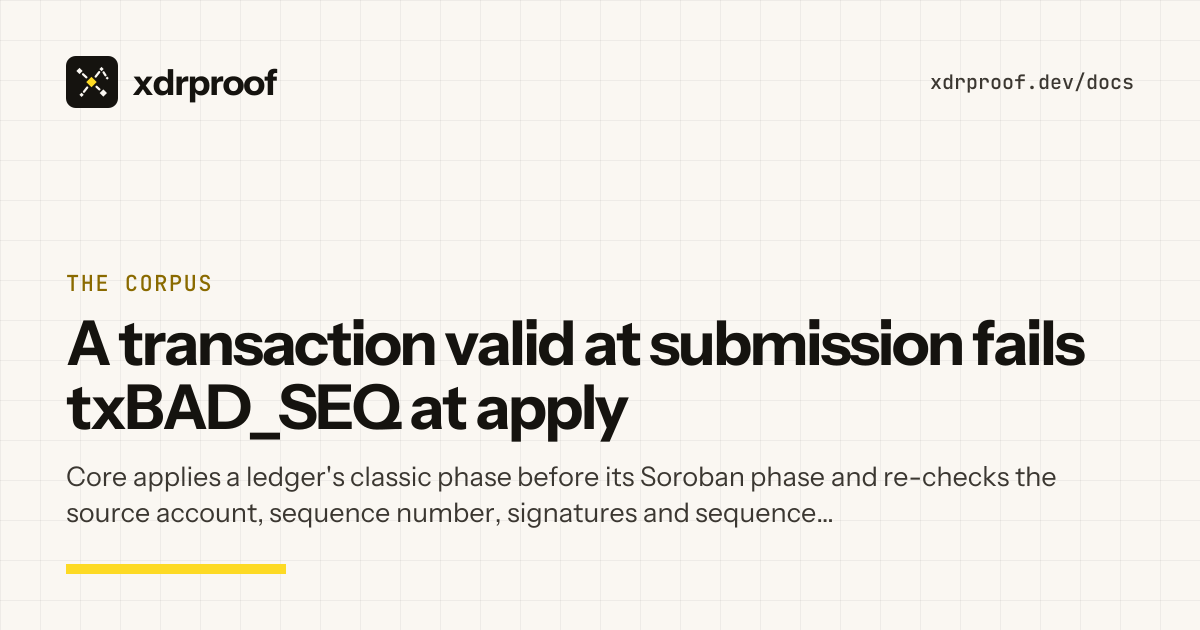 xdrproof
xdrproof.dev/docs
THE CORPUS
A transaction valid at submission fails
txBAD_SEQ at apply
Core applies a ledger's classic phase before its Soroban phase and re-checks the
source account, sequence number, signatures and sequence…